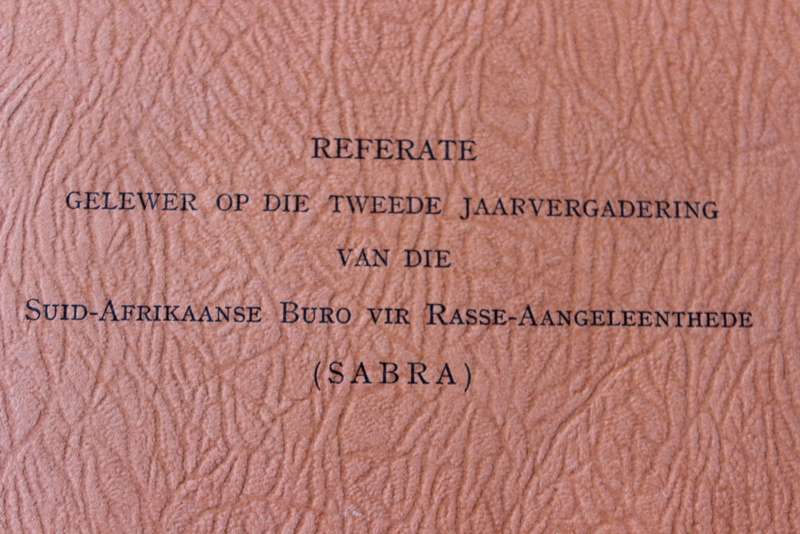 REFERATE
GELEWER OP DIE TWEEDE JAARVERGADERING
VAN DIE
SUID-AFRIKAANSE BURO VIR RASSE-AANGELEENTHEDE
(SABRA)